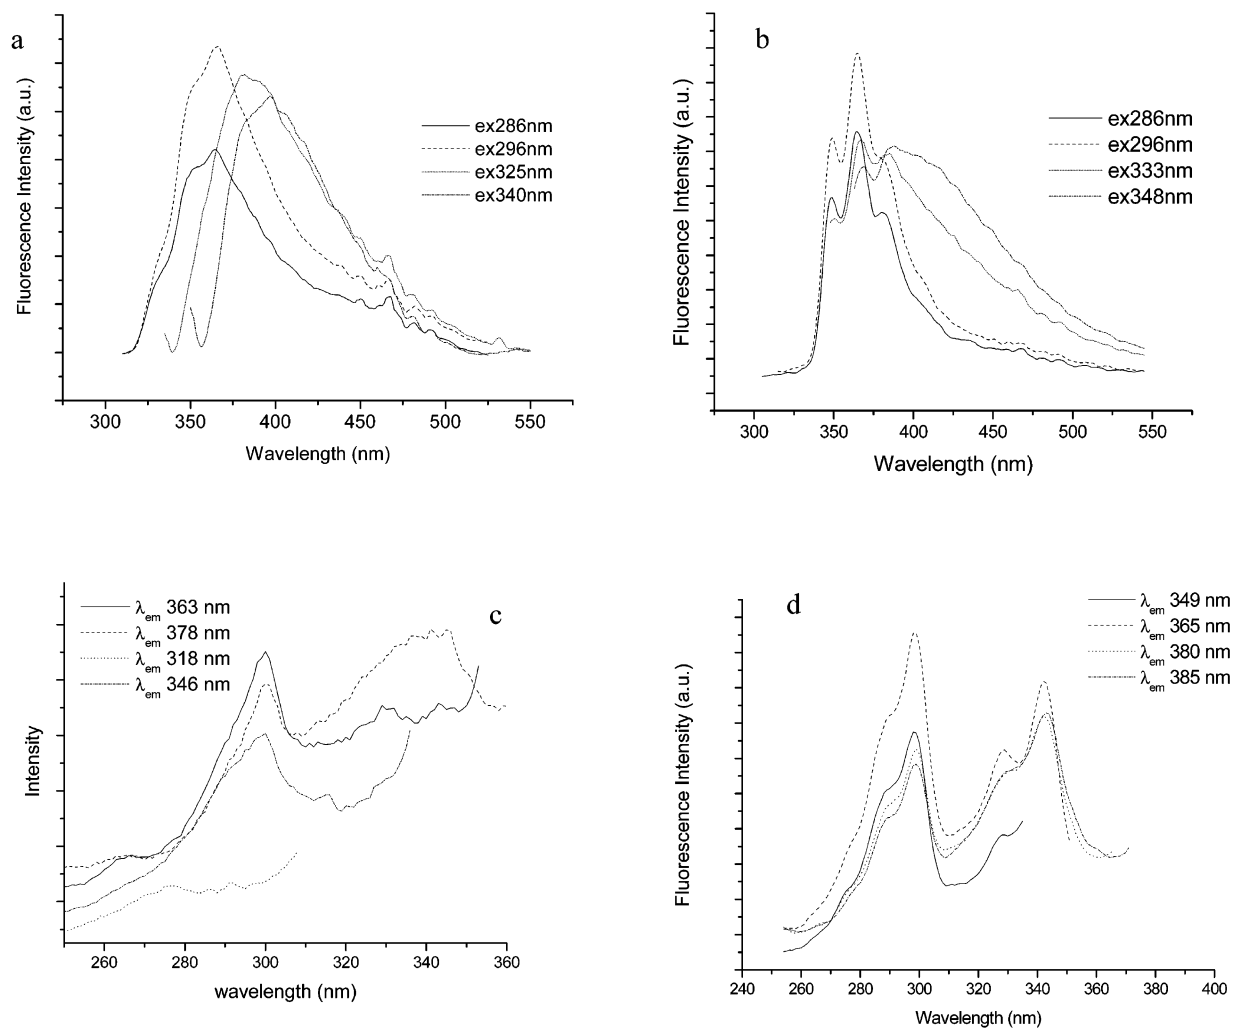 a
Fluorescence Intensity (a.u.)
ex286nm
ex296nm
ex325nm
ex340nm
300 350 400 450 500 550
Wavelength (nm)
b
Fluorescence Intensity (a.u.)
ex286nm
ex296nm
ex333nm
ex348nm
300 350 400 450 500 550
Wavelength (nm)
c
Intensity
λem 363 nm
λem 378 nm
λem 318 nm
λem 346 nm
260 280 300 320 340 360
wavelength (nm)
d
Fluorescence Intensity (a.u.)
λem 349 nm
λem 365 nm
λem 380 nm
λem 385 nm
240 260 280 300 320 340 360 380 400
Wavelength (nm)